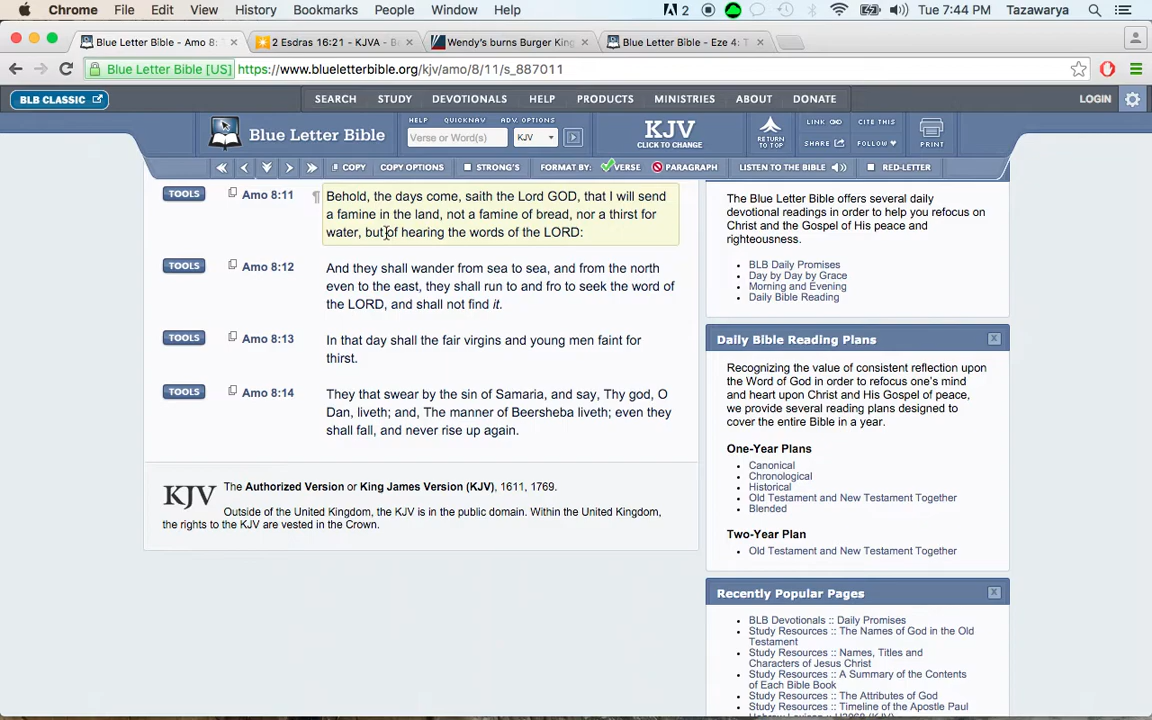 Chrome File Edit View History Bookmarks People Window Help 2 Tue 7:44 PM Tazawarya
Blue Letter Bible - Amo 8: 2 Esdras 16:21 - KJVA - B Wendy's burns Burger King Blue Letter Bible - Eze 4:
Blue Letter Bible [US] https://www.blueletterbible.org/kjv/amo/8/11/s_887011
BLB CLASSIC SEARCH STUDY DEVOTIONALS HELP PRODUCTS MINISTRIES ABOUT DONATE LOGIN
Blue Letter Bible
HELP QUICKNAV ADV. OPTIONS
Verse or Word(s) KJV
KJV
CLICK TO CHANGE
RETURN
TO TOP
LINK CITE THIS
SHARE FOLLOW
PRINT
COPY COPY OPTIONS STRONG'S FORMAT BY: VERSE PARAGRAPH LISTEN TO THE BIBLE RED-LETTER
TOOLS Amo 8:11 ¶ Behold, the days come, saith the Lord GOD, that I will send
a famine in the land, not a famine of bread, nor a thirst for
water, but of hearing the words of the LORD:
TOOLS Amo 8:12 And they shall wander from sea to sea, and from the north
even to the east, they shall run to and fro to seek the word of
the LORD, and shall not find it.
TOOLS Amo 8:13 In that day shall the fair virgins and young men faint for
thirst.
TOOLS Amo 8:14 They that swear by the sin of Samaria, and say, Thy god, O
Dan, liveth; and, The manner of Beersheba liveth; even they
shall fall, and never rise up again.
KJV The Authorized Version or King James Version (KJV), 1611, 1769.
Outside of the United Kingdom, the KJV is in the public domain. Within the United Kingdom,
the rights to the KJV are vested in the Crown.
The Blue Letter Bible offers several
daily devotional readings in order to help you refocus on
Christ and the Gospel of His peace and
righteousness.
BLB Daily Promises
Day by Day by Grace
Morning and Evening
Daily Bible Reading
Daily Bible Reading Plans
Recognizing the value of consistent reflection upon
the Word of God in order to refocus one's mind
and heart upon Christ and His Gospel of peace,
we provide several reading plans designed to
cover the entire Bible in a year.
One-Year Plans
Canonical
Chronological
Historical
Old Testament and New Testament Together
Blended
Two-Year Plan
Old Testament and New Testament Together
Recently Popular Pages
BLB Devotionals :: Daily Promises
Study Resources :: The Names of God in the Old
Testament
Study Resources :: Names, Titles and
Characters of Jesus Christ
Study Resources :: A Summary of the Contents
of Each Bible Book
Study Resources :: The Attributes of God
Study Resources :: Timeline of the Apostle Paul